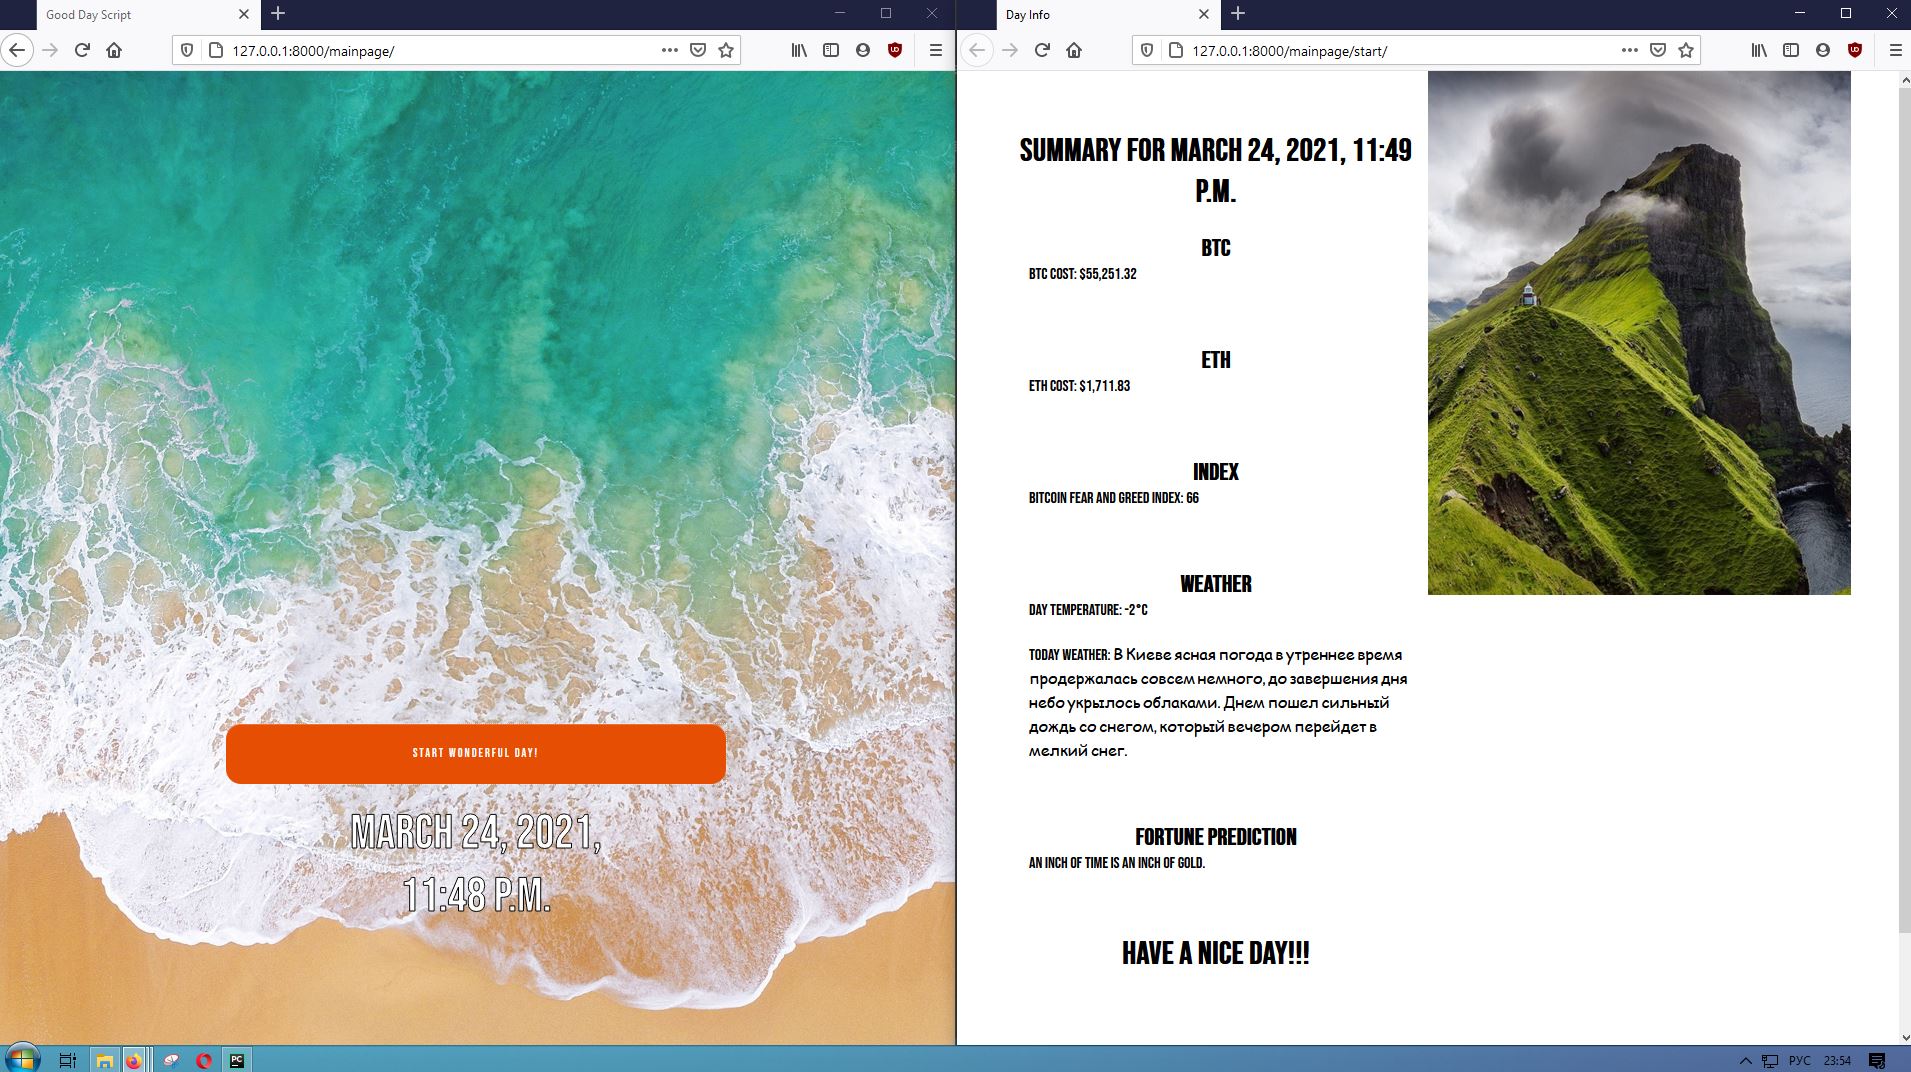 Good Day Script
127.0.0.1:8000/mainpage/
START WONDERFUL DAY!
MARCH 24, 2021,
11:48 P.M.
Day Info
127.0.0.1:8000/mainpage/start/
SUMMARY FOR MARCH 24, 2021, 11:49
P.M.
BTC
BTC COST: $55,251.32
ETH
ETH COST: $1,711.83
INDEX
BITCOIN FEAR AND GREED INDEX: 66
WEATHER
DAY TEMPERATURE: -2°C
TODAY WEATHER: В Киеве ясная погода в утреннее время
продержалась совсем немного, до завершения дня
небо укрылось облаками. Днем пошел сильный
дождь со снегом, который вечером перейдет в
мелкий снег.
FORTUNE PREDICTION
AN INCH OF TIME IS AN INCH OF GOLD.
HAVE A NICE DAY!!!
PC
РУС 23:54